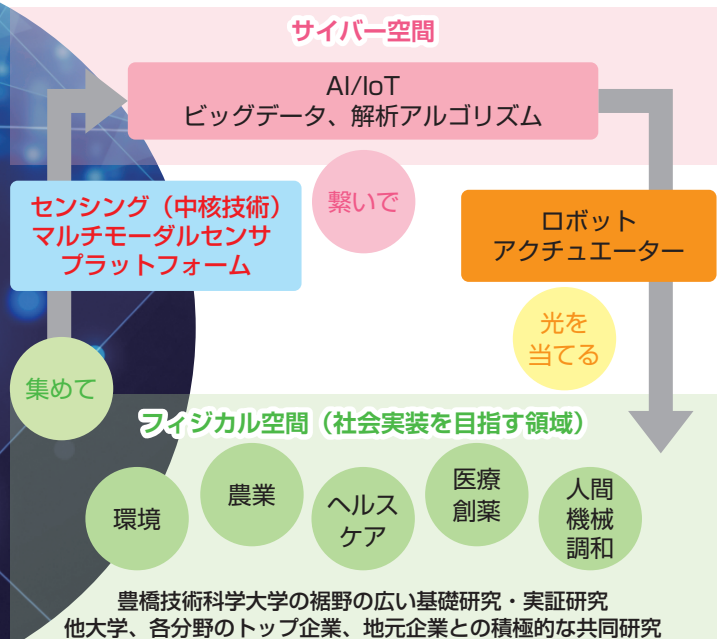 サイバー空間
AI/IoT
ビッグデータ、解析アルゴリズム
繋いで
センシング（中核技術）
マルチモーダルセンサ
プラットフォーム
ロボット
アクチュエーター
光を
当てる
集めて
フィジカル空間（社会実装を目指す領域）
環境
農業
ヘルス
ケア
医療
創薬
人間
機械
調和
豊橋技術科学大学の裾野の広い基礎研究・実証研究
他大学、各分野のトップ企業、地元企業との積極的な共同研究